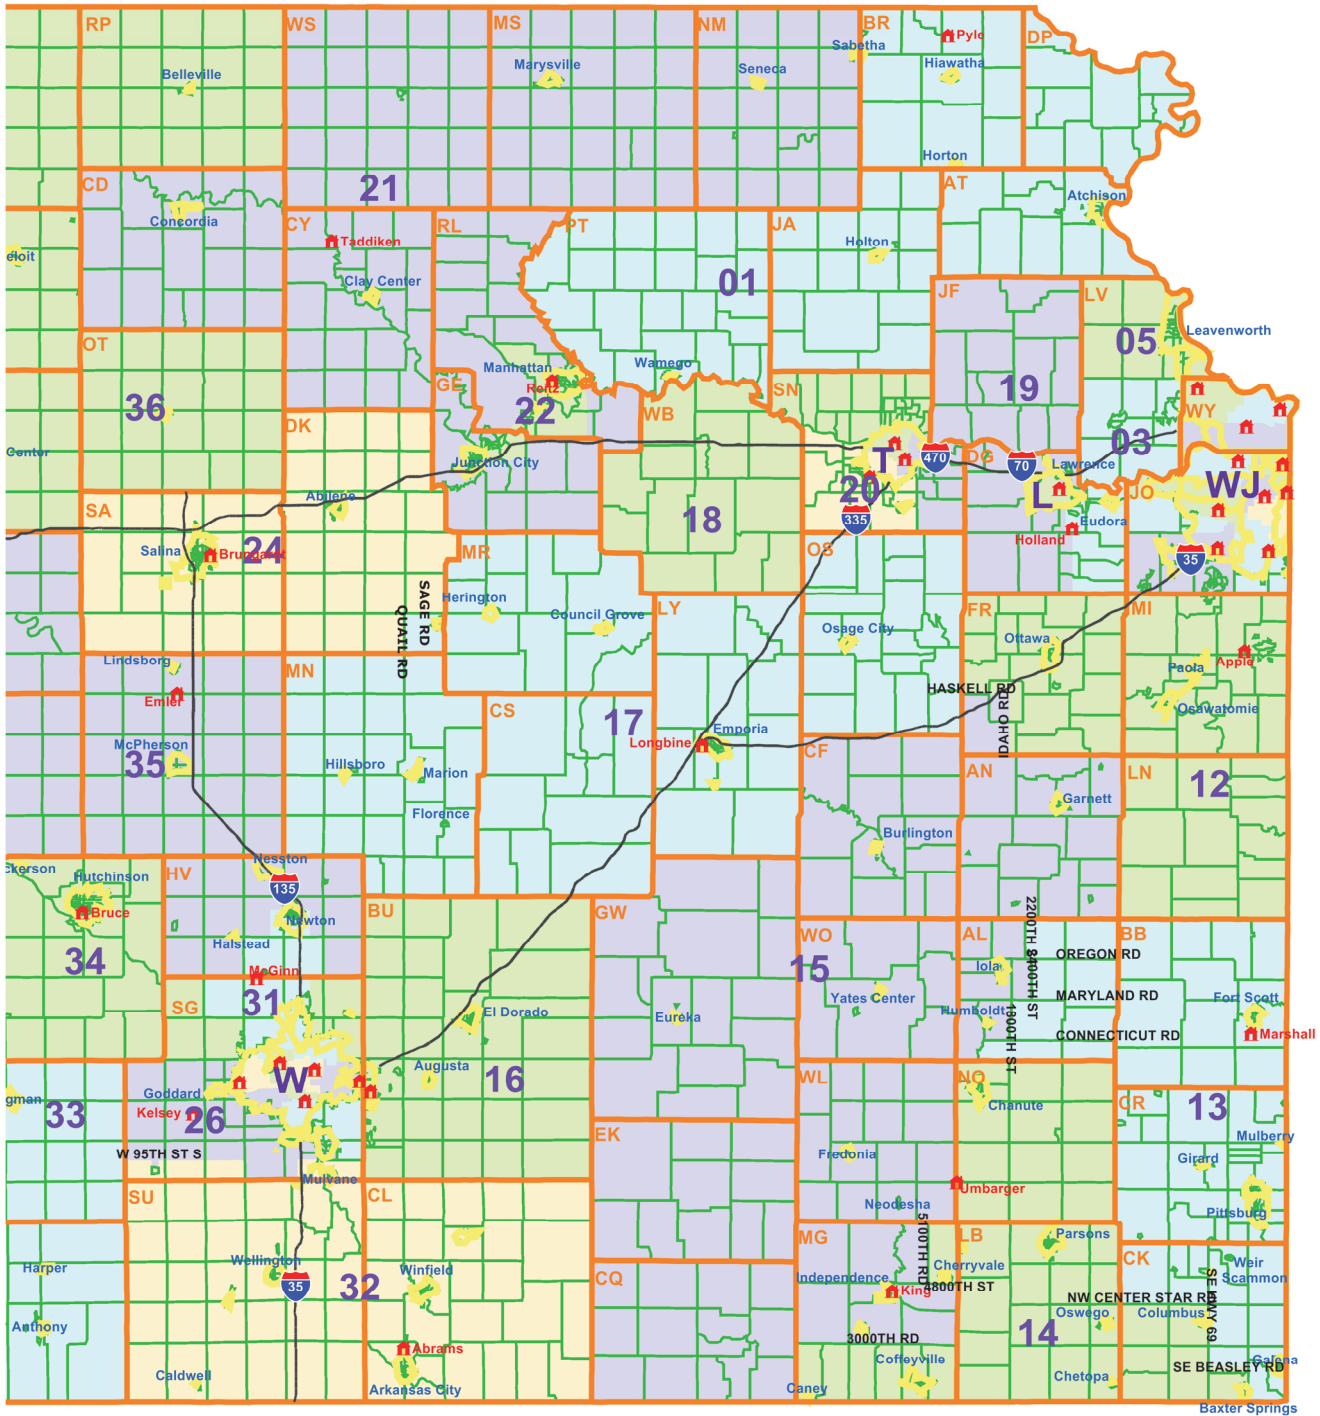 RP
WS
MS
NM
BR
DP
Pyle
Sabetha
Hiawatha
Belleville
Marysville
Seneca
Horton
CD
21
AT
Atchison
Concordia
CY
RL
PT
JA
Taddiken
Holton
eloit
Clay Center
01
JF
LV
Leavenworth
OT
05
Manhattan
Wamego
Reitz
GE
19
36
22
WB
SN
WY
DK
Center
03
Junction City
T
470
DG
70
Lawrence
WJ
20
L
JO
Abilene
SA
18
335
Eudora
Salina
Brungardt
24
Holland
MR
OS
35
SAGE RD
QUAIL RD
Herington
Council Grove
LY
FR
MI
Osage City
Ottawa
Lindsborg
MN
Paola
Apple
Emler
HASKELL RD
IDAHO RD
Osawatomie
CS
17
McPherson
Longbine
Emporia
CF
35
Hillsboro
Marion
AN
LN
12
Garnett
Florence
Burlington
Hesston
ckerson
Hutchinson
HV
135
Bruce
Newton
BU
GW
2200TH ST
Halstead
WO
AL
BB
OREGON RD
34
McGinn
15
Iola
2400TH ST
31
Yates Center
MARYLAND RD
Fort Scott
SG
El Dorado
Eureka
Humboldt
1300TH ST
CONNECTICUT RD
Marshall
Augusta
W
16
WL
NO
Goddard
gman
33
Kelsey
26
Chanute
CR
13
EK
Mulberry
W 95TH ST S
Fredonia
Girard
Mulvane
Umbarger
SU
CL
Neodesha
Pittsburg
5100TH RD
MG
LB
Parsons
Wellington
CK
Weir
Harper
Winfield
CQ
Independence
Cherryvale
Scammon
35
32
King
4800TH ST
NW CENTER STAR RD
SE HWY 69
Oswego
Columbus
Anthony
3000TH RD
14
Abrams
Coffeyville
Galena
SE BEASLEY RD
Caldwell
Arkansas City
Caney
Chetopa
Baxter Springs